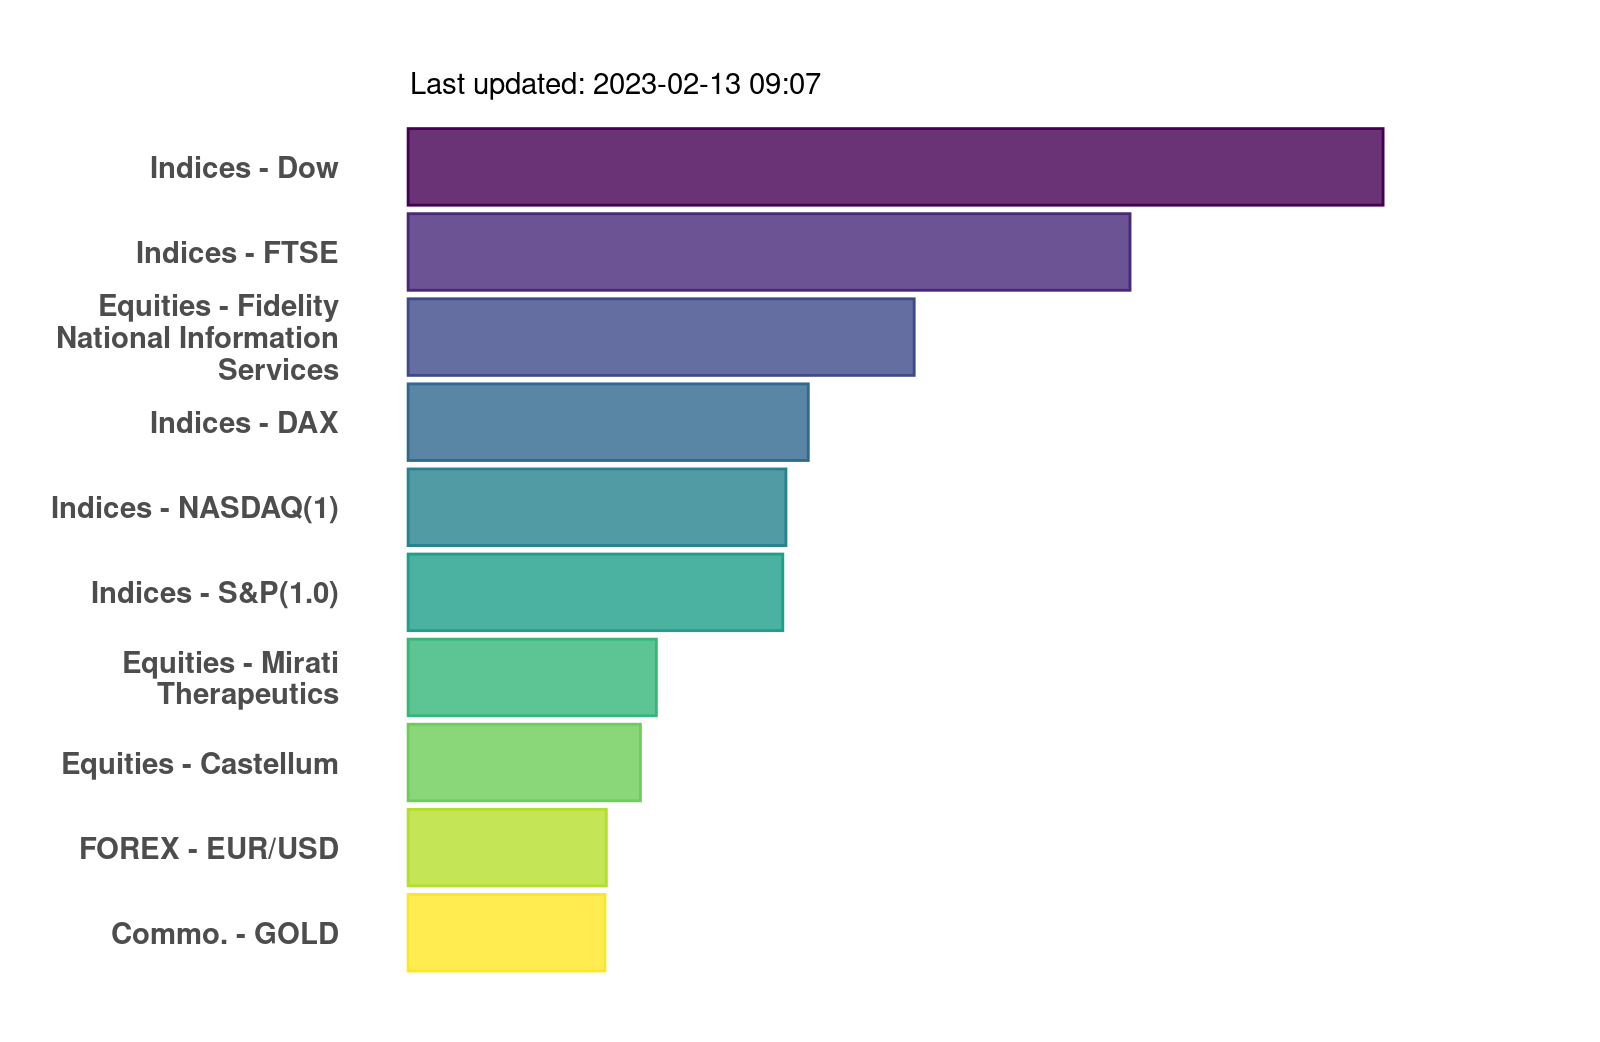 Last updated: 2023-02-13 09:07
Indices - Dow
Indices - FTSE
Equities - Fidelity
National Information
Services
Indices - DAX
Indices - NASDAQ(1)
Indices - S&P(1.0)
Equities - Mirati
Therapeutics
Equities - Castellum
FOREX - EUR/USD
Commo. - GOLD